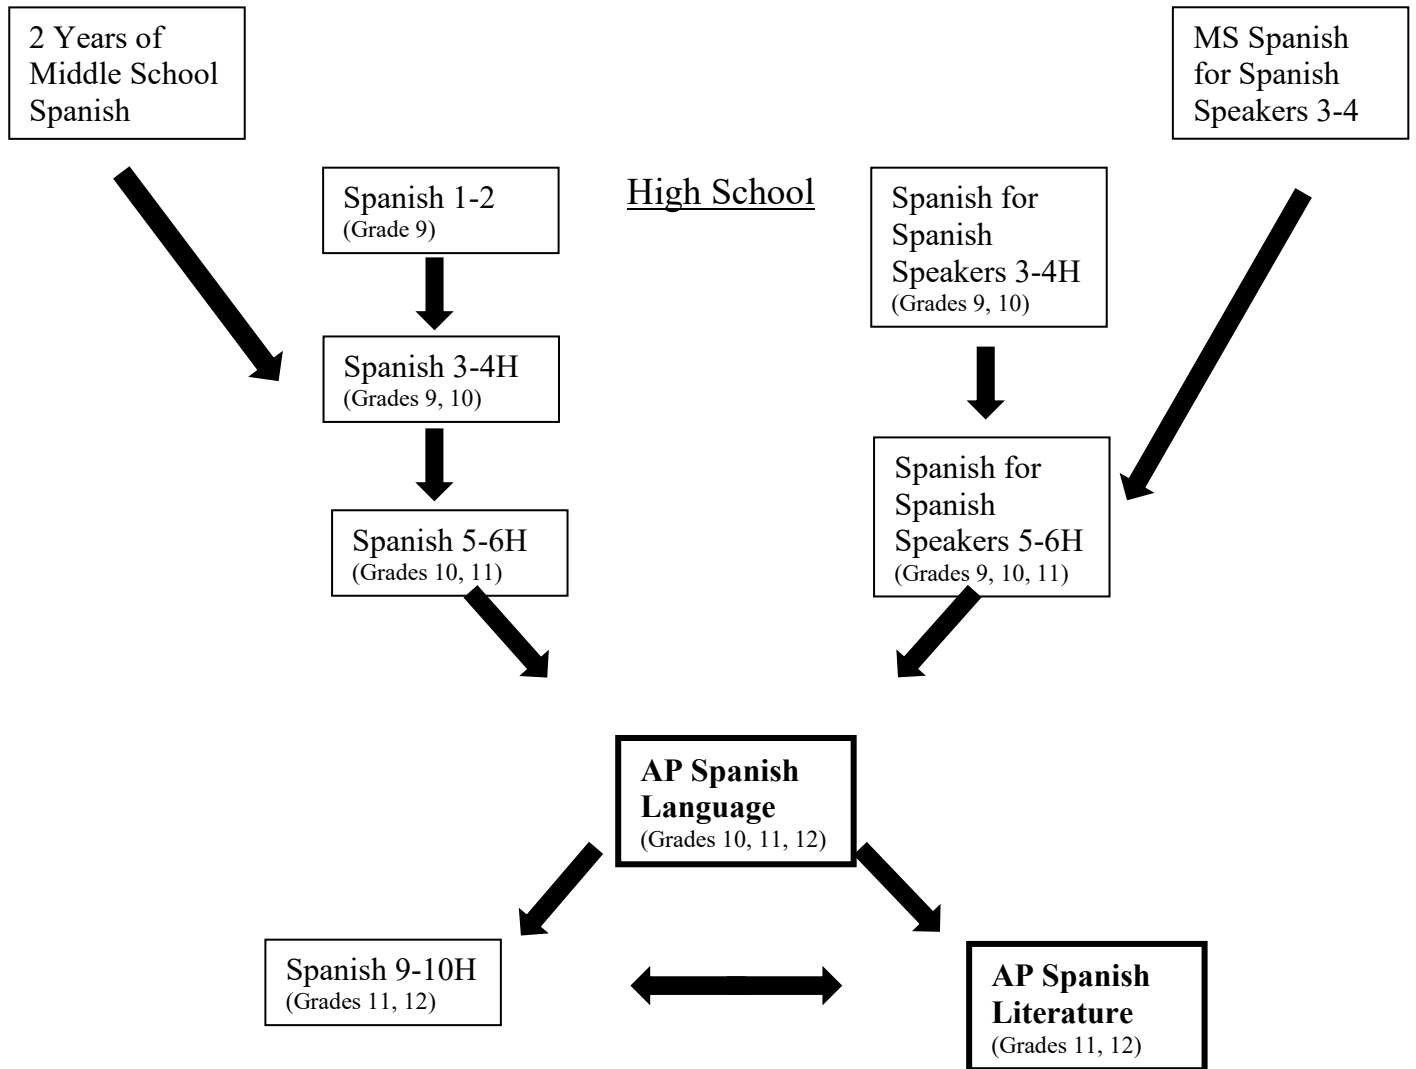 2 Years of
Middle School
Spanish
MS Spanish
for Spanish
Speakers 3-4
High School
Spanish 1-2
(Grade 9)
Spanish for
Spanish
Speakers 3-4H
(Grades 9, 10)
Spanish 3-4H
(Grades 9, 10)
Spanish for
Spanish
Speakers 5-6H
(Grades 9, 10, 11)
Spanish 5-6H
(Grades 10, 11)
AP Spanish
Language
(Grades 10, 11, 12)
Spanish 9-10H
(Grades 11, 12)
AP Spanish
Literature
(Grades 11, 12)